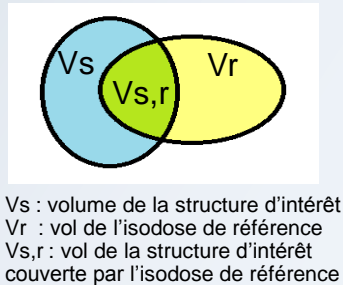 Vs Vr
Vs,r
Vs : volume de la structure d'intérêt
Vr : vol de l'isodose de référence
Vs,r : vol de la structure d'intérêt
couverte par l'isodose de référence